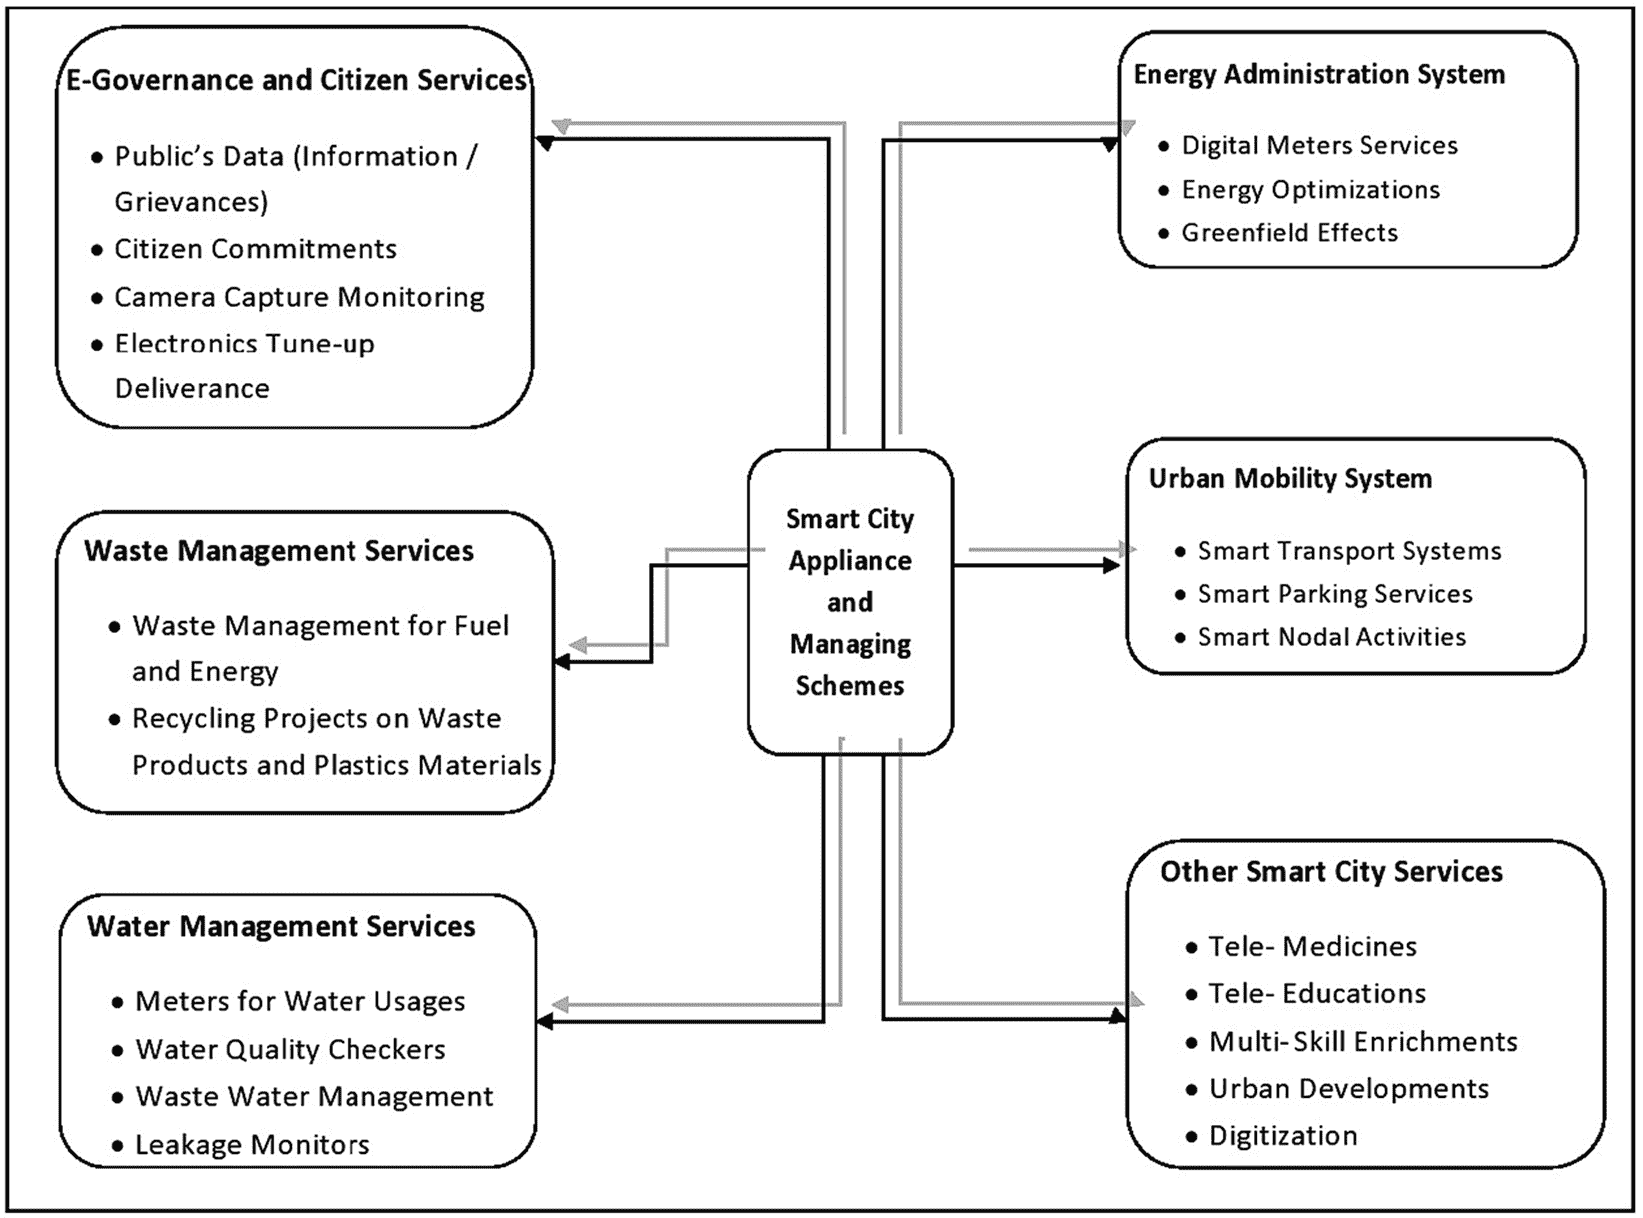 E-Governance and Citizen Services
• Public’s Data (Information /
Grievances)
• Citizen Commitments
• Camera Capture Monitoring
• Electronics Tune-up
Deliverance
Waste Management Services
• Waste Management for Fuel
and Energy
• Recycling Projects on Waste
Products and Plastics Materials
Water Management Services
• Meters for Water Usages
• Water Quality Checkers
• Waste Water Management
• Leakage Monitors
Smart City
Appliance
and
Managing
Schemes
Energy Administration System
• Digital Meters Services
• Energy Optimizations
• Greenfield Effects
Urban Mobility System
• Smart Transport Systems
• Smart Parking Services
• Smart Nodal Activities
Other Smart City Services
• Tele- Medicines
• Tele- Educations
• Multi-Skill Enrichments
• Urban Developments
• Digitization